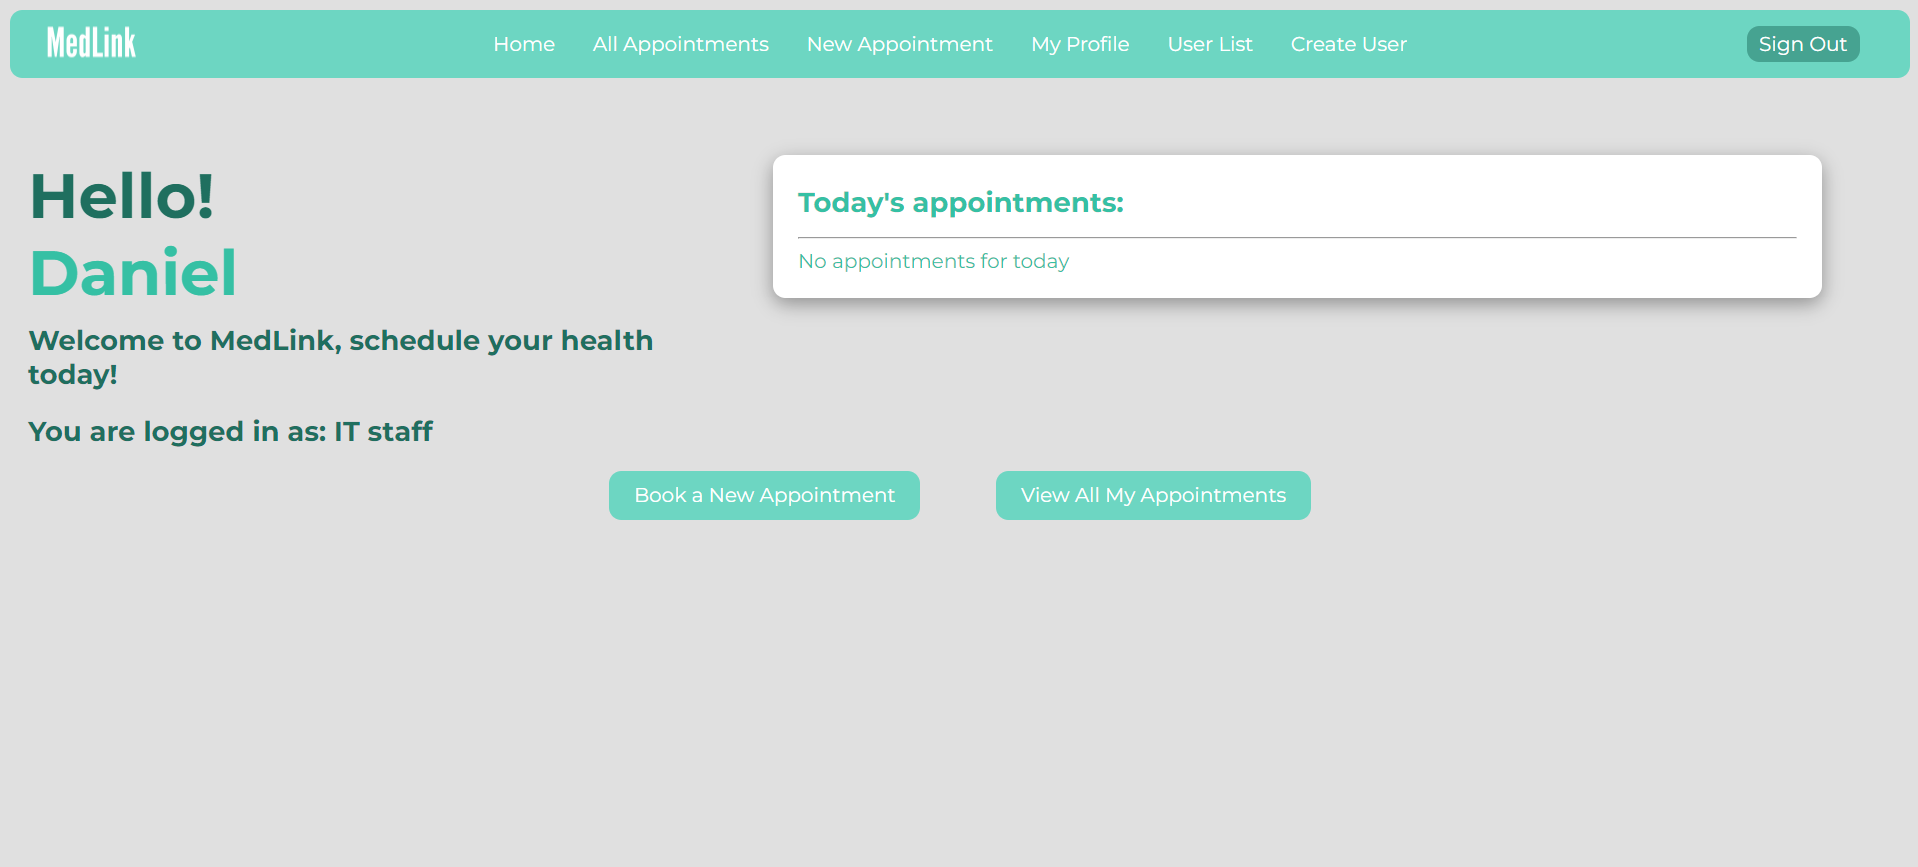 MedLink
Home
All Appointments
New Appointment
My Profile
User List
Create User
Sign Out
Hello!
Daniel
Welcome to MedLink, schedule your health
today!
You are logged in as: IT staff
Today's appointments:
No appointments for today
Book a New Appointment
View All My Appointments